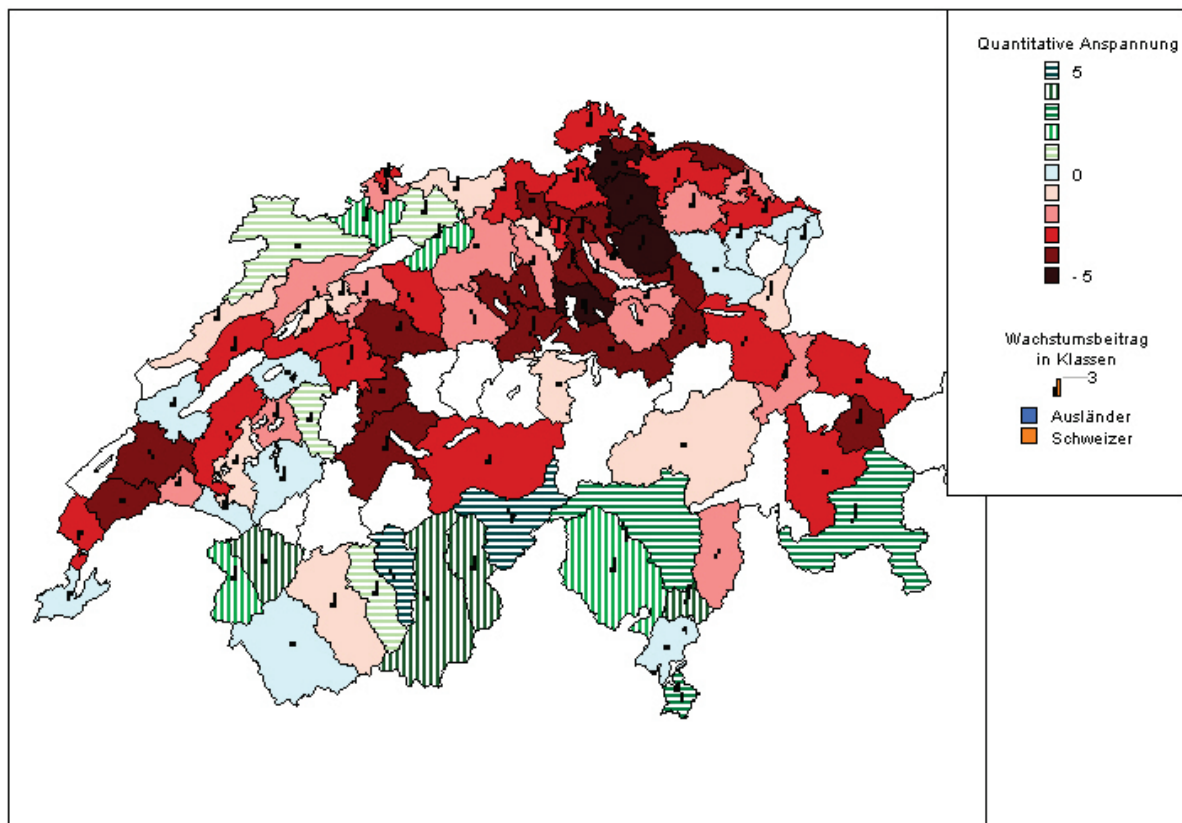 Quantitative Anspannung
5
0
- 5
Wachstumsbeitrag
in Klassen
3
Ausländer
Schweizer